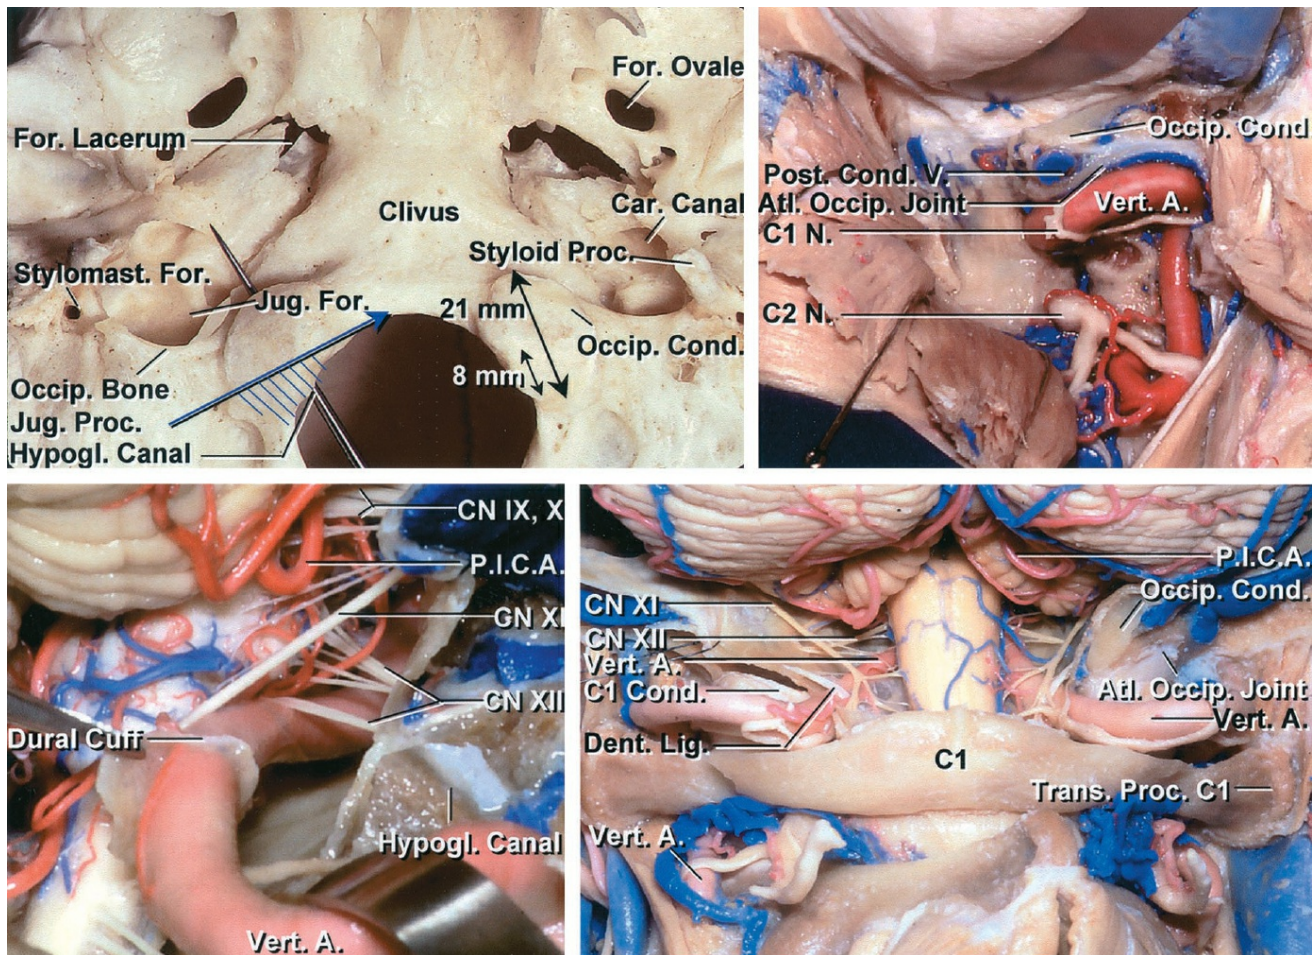 For. Ovale
For. Lacerum
Clivus
Car. Canal
Styloid Proc.
Stylomast. For.
Jug. For.
21 mm
Occip. Cond.
8 mm
Occip. Bone
Jug. Proc.
Hypogl. Canal
Occip. Cond
Post. Cond. V.
Atl. Occip. Joint
Vert. A.
C1 N.
C2 N.
CN IX, X
P.I.C.A.
CN XI
CN XII
Dural Cuff
Hypogl. Canal
Vert. A.
P.I.C.A.
Occip. Cond.
CN XI
CN XII
Vert. A.
C1 Cond.
Atl. Occip. Joint
Vert. A.
Dent. Lig.
C1
Trans. Proc. C1
Vert. A.